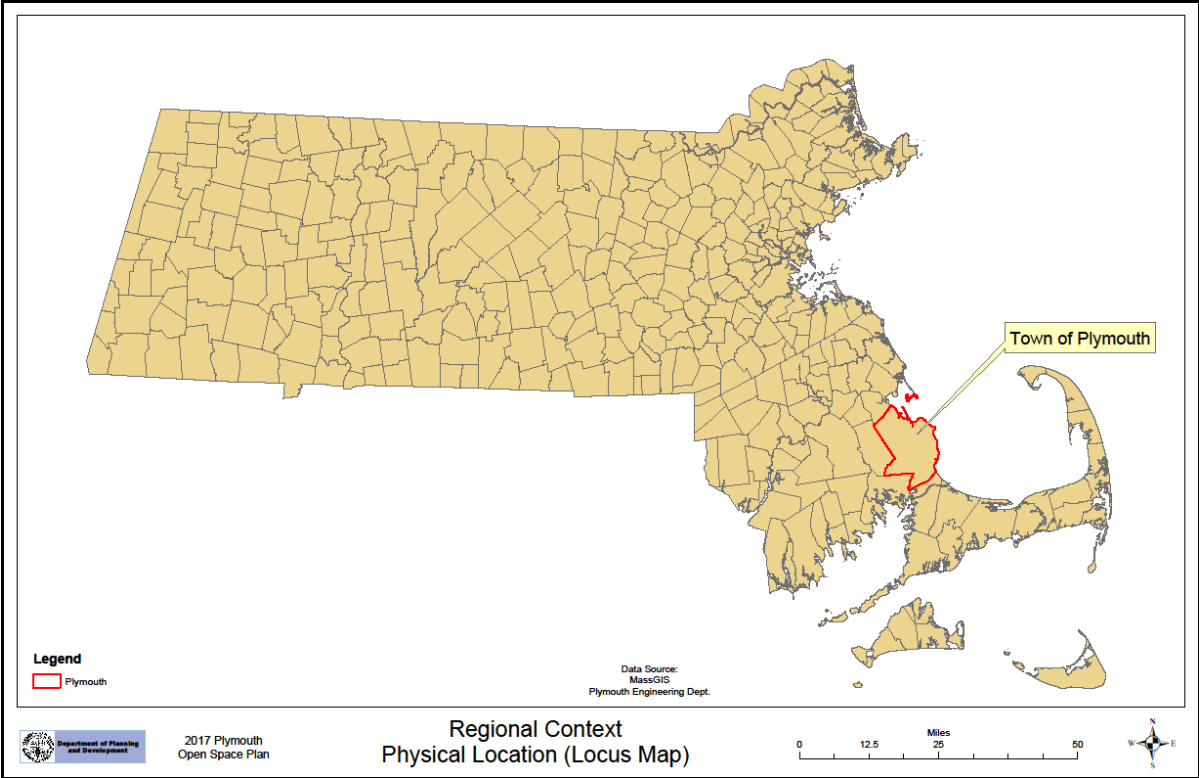 Town of Plymouth
Legend
Plymouth
Data Source:
MassGIS
Plymouth Engineering Dept.
Department of Planning
and Development
2017 Plymouth
Open Space Plan
Regional Context
Physical Location (Locus Map)
Miles
0 12.5 25 50
N
W E
S